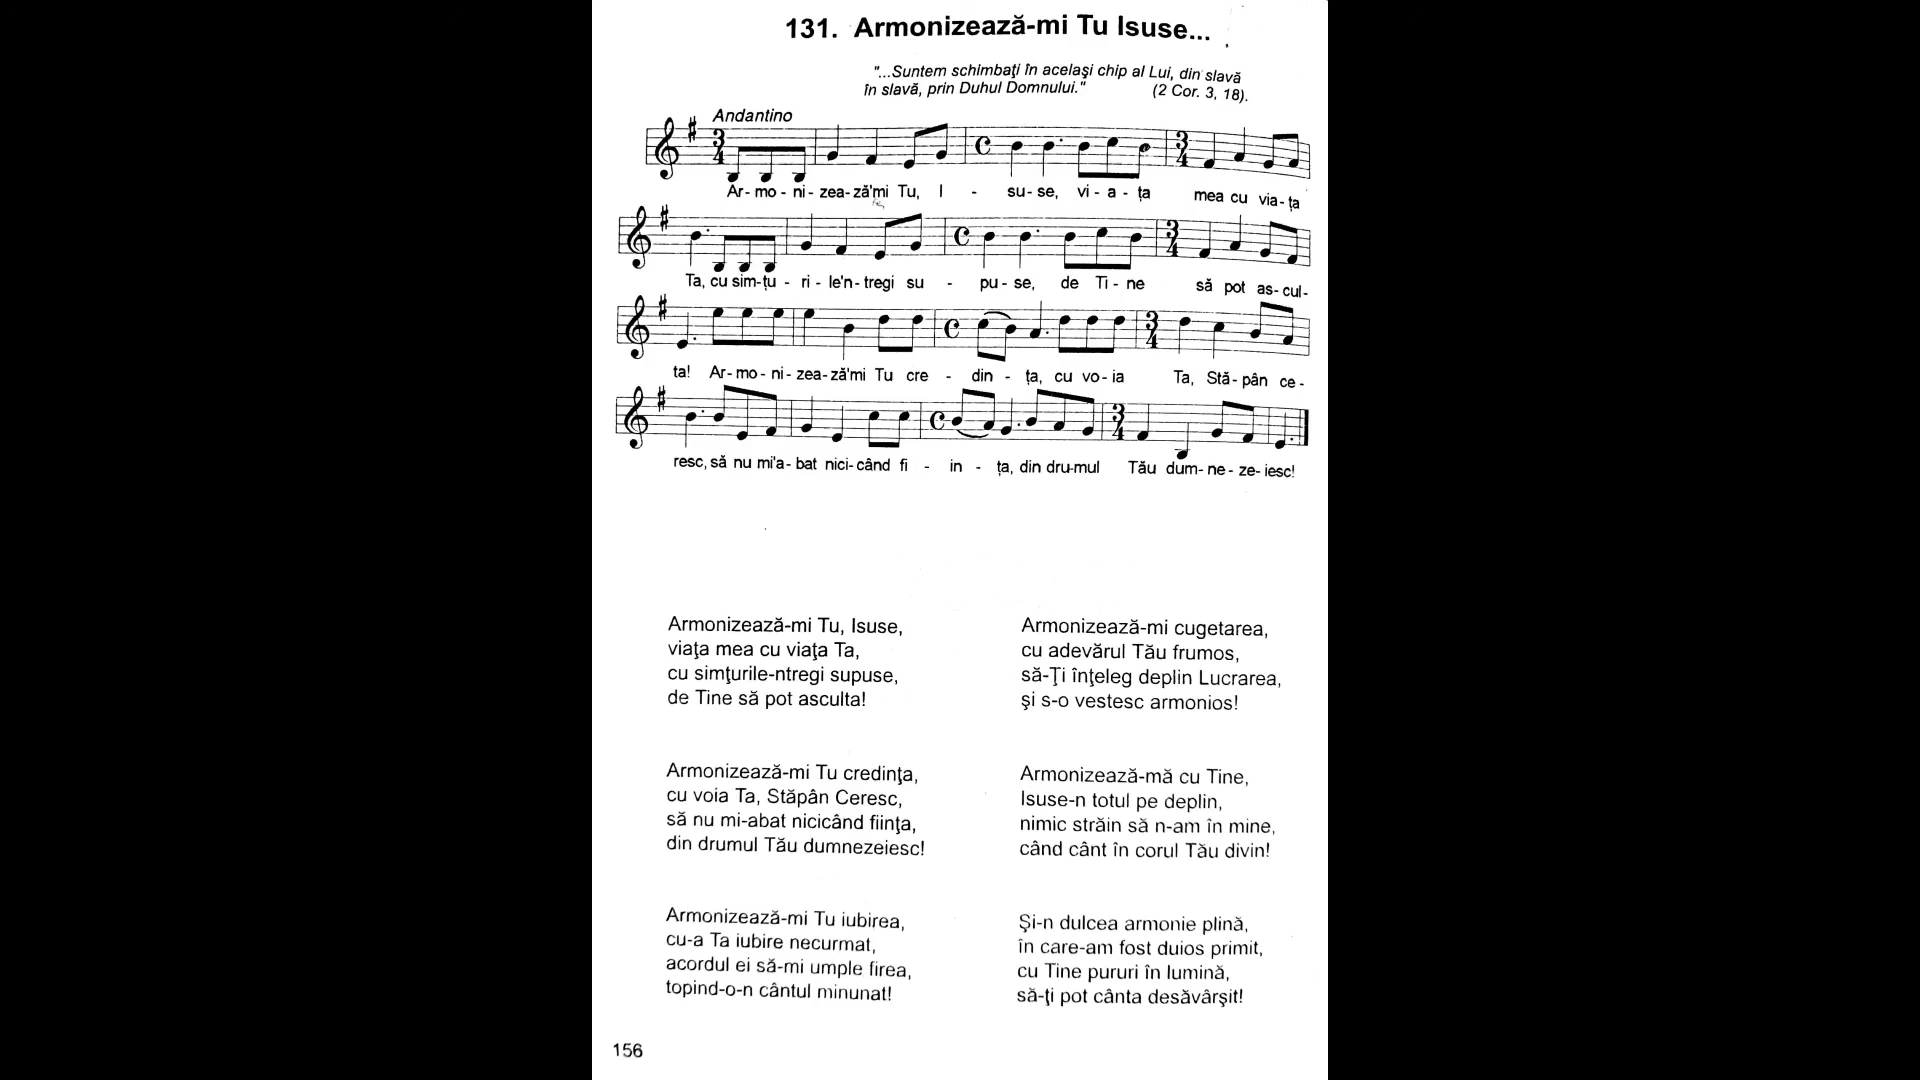 131. Armonizează-mi Tu Isuse...
"...Suntem schimbaţi în acelaşi chip al Lui, din slavă
în slavă, prin Duhul Domnului." (2 Cor. 3, 18).
Andantino
Ar- mo - ni - zea- ză'mi Tu, I - su- se, vi - a - ţa mea cu via- ţa
Ta, cu sim- ţu - ri - le'n- tregi su - pu - se, de Ti - ne să pot as- cul-
ta! Ar- mo - ni - zea- ză'mi Tu cre - din - ţa, cu vo- ia Ta, Stă- pân ce -
resc, să nu mi'a- bat nici- când fi - in - ţa, din dru-mul Tău dum- ne- ze- iesc!
Armonizează-mi Tu, Isuse,
viaţa mea cu viaţa Ta,
cu simţurile-ntregi supuse,
de Tine să pot asculta!
Armonizează-mi Tu credinţa,
cu voia Ta, Stăpân Ceresc,
să nu mi-abat nicicând fiinţa,
din drumul Tău dumnezeiesc!
Armonizează-mi Tu iubirea,
cu-a Ta iubire necurmat,
acordul ei să-mi umple firea,
topind-o-n cântul minunat!
Armonizează-mi cugetarea,
cu adevărul Tău frumos,
să-Ţi înţeleg deplin Lucrarea,
şi s-o vestesc armonios!
Armonizează-mă cu Tine,
Isuse-n totul pe deplin,
nimic străin să n-am în mine,
când cânt în corul Tău divin!
Şi-n dulcea armonie plină,
în care-am fost duios primit,
cu Tine pururi în lumină,
să-ţi pot cânta desăvârşit!
156